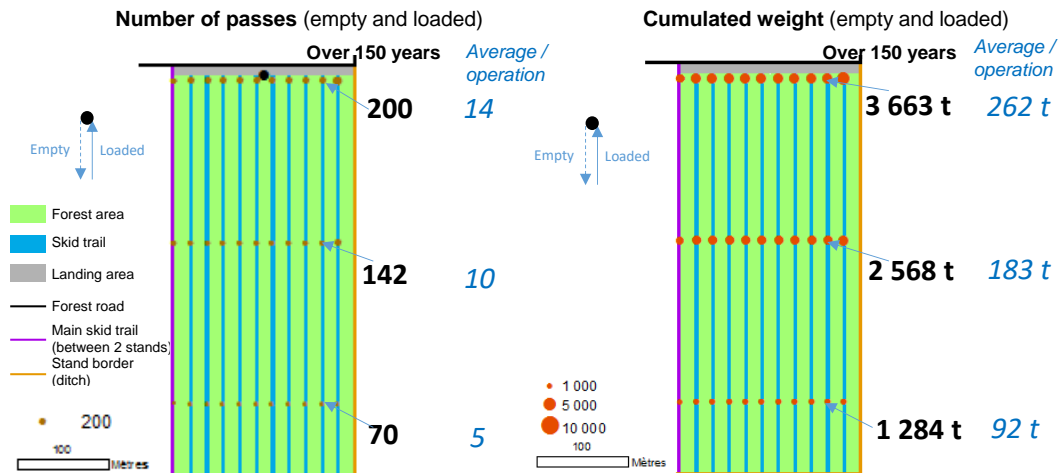 Number of passes (empty and loaded)
Over 150 years
Average /
operation
200
14
Empty
Loaded
Forest area
Skid trail
Landing area
Forest road
Main skid trail
(between 2 stands)
Stand border
(ditch)
142
10
200
100
Mètres
70
5
Cumulated weight (empty and loaded)
Over 150 years
Average /
operation
3 663 t
262 t
Empty
Loaded
2 568 t
183 t
1 000
5 000
10 000
100
Mètres
1 284 t
92 t